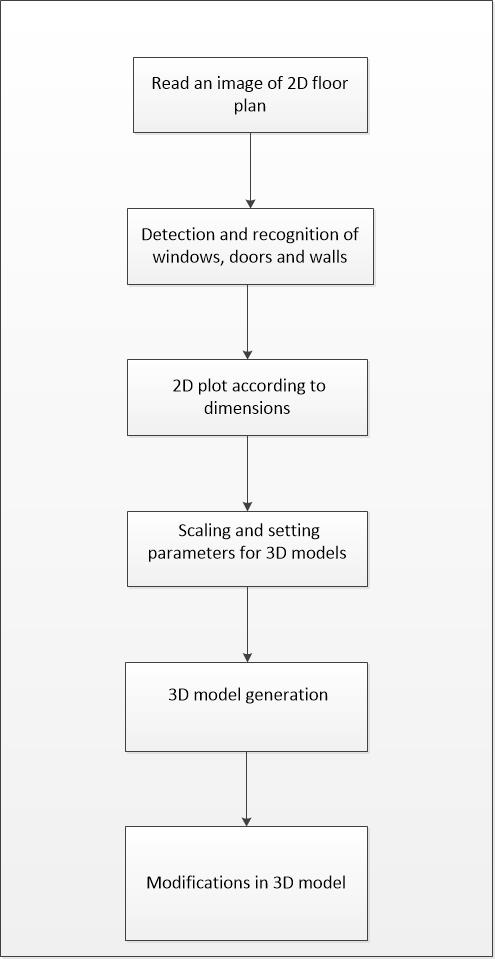 Read an image of 2D floor
plan
Detection and recognition of
windows, doors and walls
2D plot according to
dimensions
Scaling and setting
parameters for 3D models
3D model generation
Modifications in 3D model